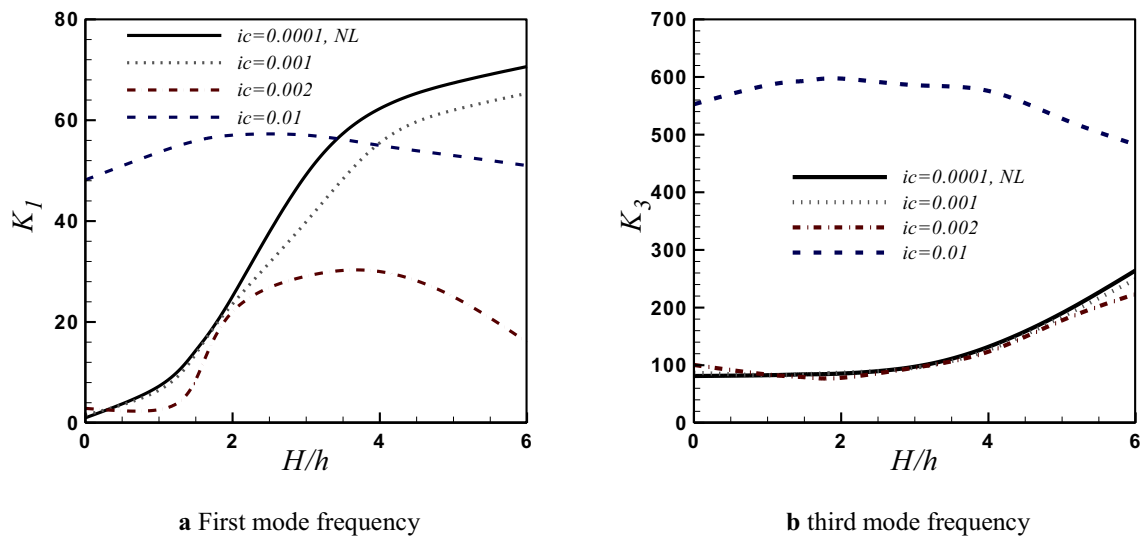 80
60
40
20
0
K1
ic=0.0001, NL
ic=0.001
ic=0.002
ic=0.01
0 2 4 6
H/h
a First mode frequency
700
600
500
400
300
200
100
0
K3
ic=0.0001, NL
ic=0.001
ic=0.002
ic=0.01
0 2 4 6
H/h
b third mode frequency